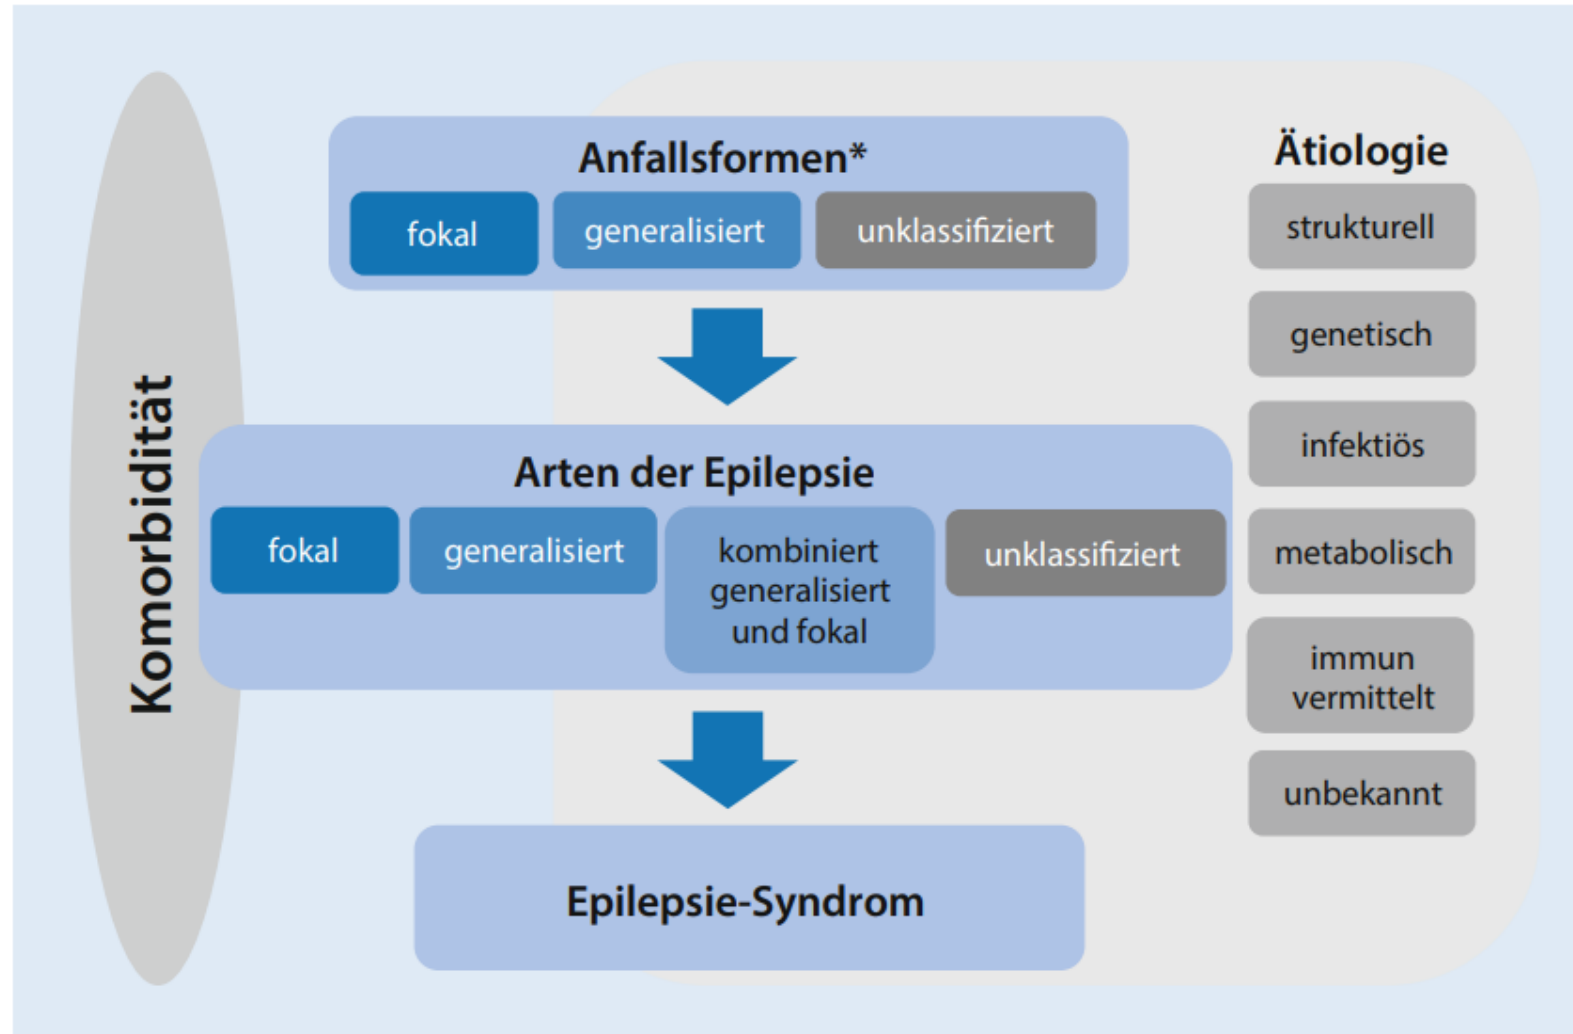 Komorbidität
Anfallsformen*
fokal
generalisiert
unklassifiziert
Arten der Epilepsie
fokal
generalisiert
kombiniert
generalisiert
und fokal
unklassifiziert
Epilepsie-Syndrom
Ätiologie
strukturell
genetisch
infektiös
metabolisch
immun
vermittelt
unbekannt